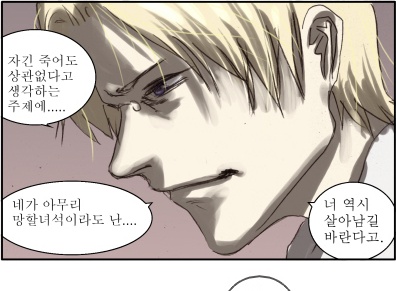 자긴 죽어도
상관없다고
생각하는
주제에.....
네가 아무리
망할녀석이라도 난....
너 역시
살아남길
바란다고.